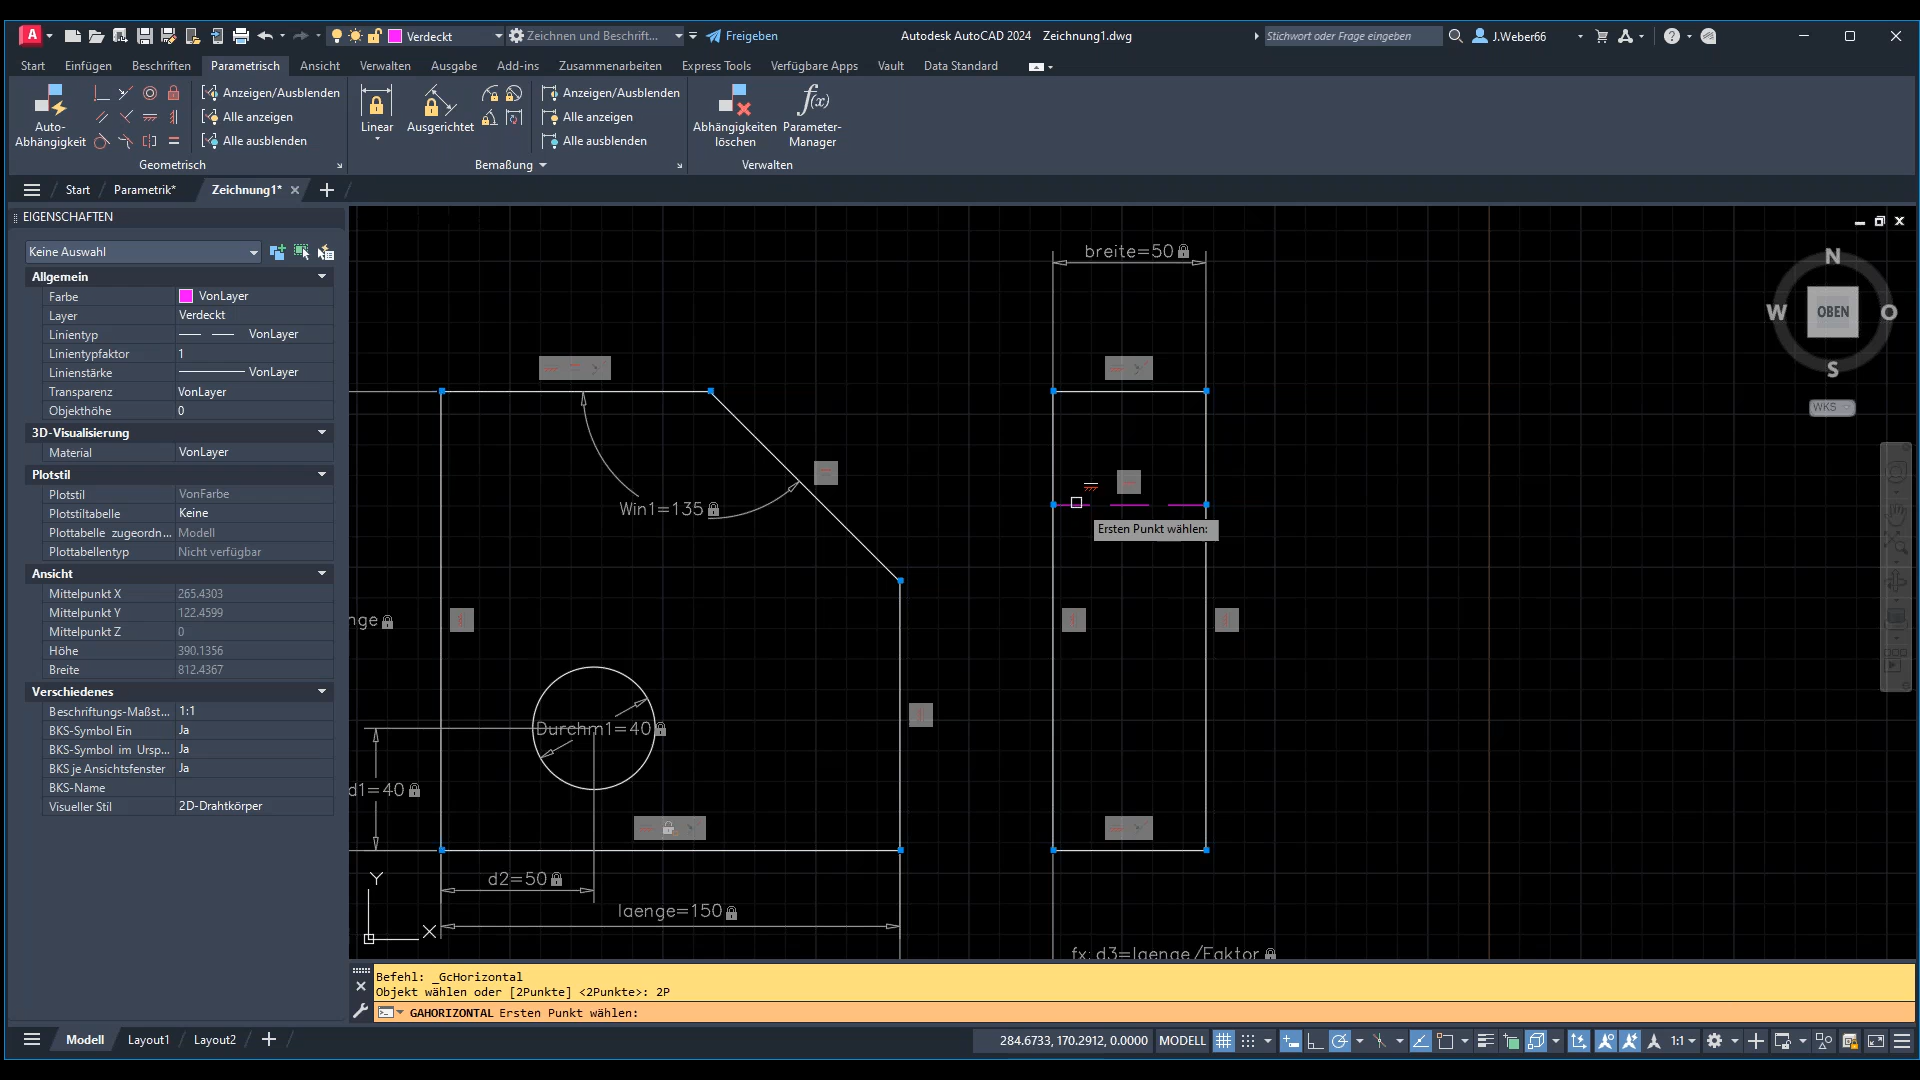 A Verdeckt Zeichnen und Beschrift... Freigeben Autodesk AutoCAD 2024 Zeichnung1.dwg Stichwort oder Frage eingeben J.Weber66
Start Einfügen Beschriften Parametrisch Ansicht Verwalten Ausgabe Add-ins Zusammenarbeiten Express Tools Verfügbare Apps Vault Data Standard
Auto-
Abhängigkeit
Anzeigen/Ausblenden
Alle anzeigen
Alle ausblenden
Geometrisch
Linear
Ausgerichtet
Anzeigen/Ausblenden
Alle anzeigen
Alle ausblenden
Bemaßung
Abhängigkeiten
löschen
f(x)
Parameter-
Manager
Verwalten
Start Parametrik* Zeichnung1*
EIGENSCHAFTEN
Keine Auswahl
Allgemein
Farbe VonLayer
Layer Verdeckt
Linientyp VonLayer
Linientypfaktor 1
Linienstärke VonLayer
Transparenz VonLayer
Objekthöhe 0
3D-Visualisierung
Material VonLayer
Plotstil
Plotstil VonFarbe
Plotstiltabelle Keine
Plottabelle zugeordn... Modell
Plottabellentyp Nicht verfügbar
Ansicht
Mittelpunkt X 265.4303
Mittelpunkt Y 122.4599
Mittelpunkt Z 0
Höhe 390.1356
Breite 812.4367
Verschiedenes
Beschriftungs-Maßst... 1:1
BKS-Symbol Ein Ja
BKS-Symbol im Ursp... Ja
BKS je Ansichtsfenster Ja
BKS-Name
Visueller Stil 2D-Drahtkörper
breite=50
Win1=135
Ersten Punkt wählen:
nge
Durchm1=40
d1=40
d2=50
laenge=150
fx: d3=laenge/Faktor
Y
X
N
W OBEN O
S
WKS
Befehl: _GcHorizontal
Objekt wählen oder [2Punkte] <2Punkte>: 2P
GAHORIZONTAL Ersten Punkt wählen:
Modell Layout1 Layout2
284.6733, 170.2912, 0.0000 MODELL 1:1